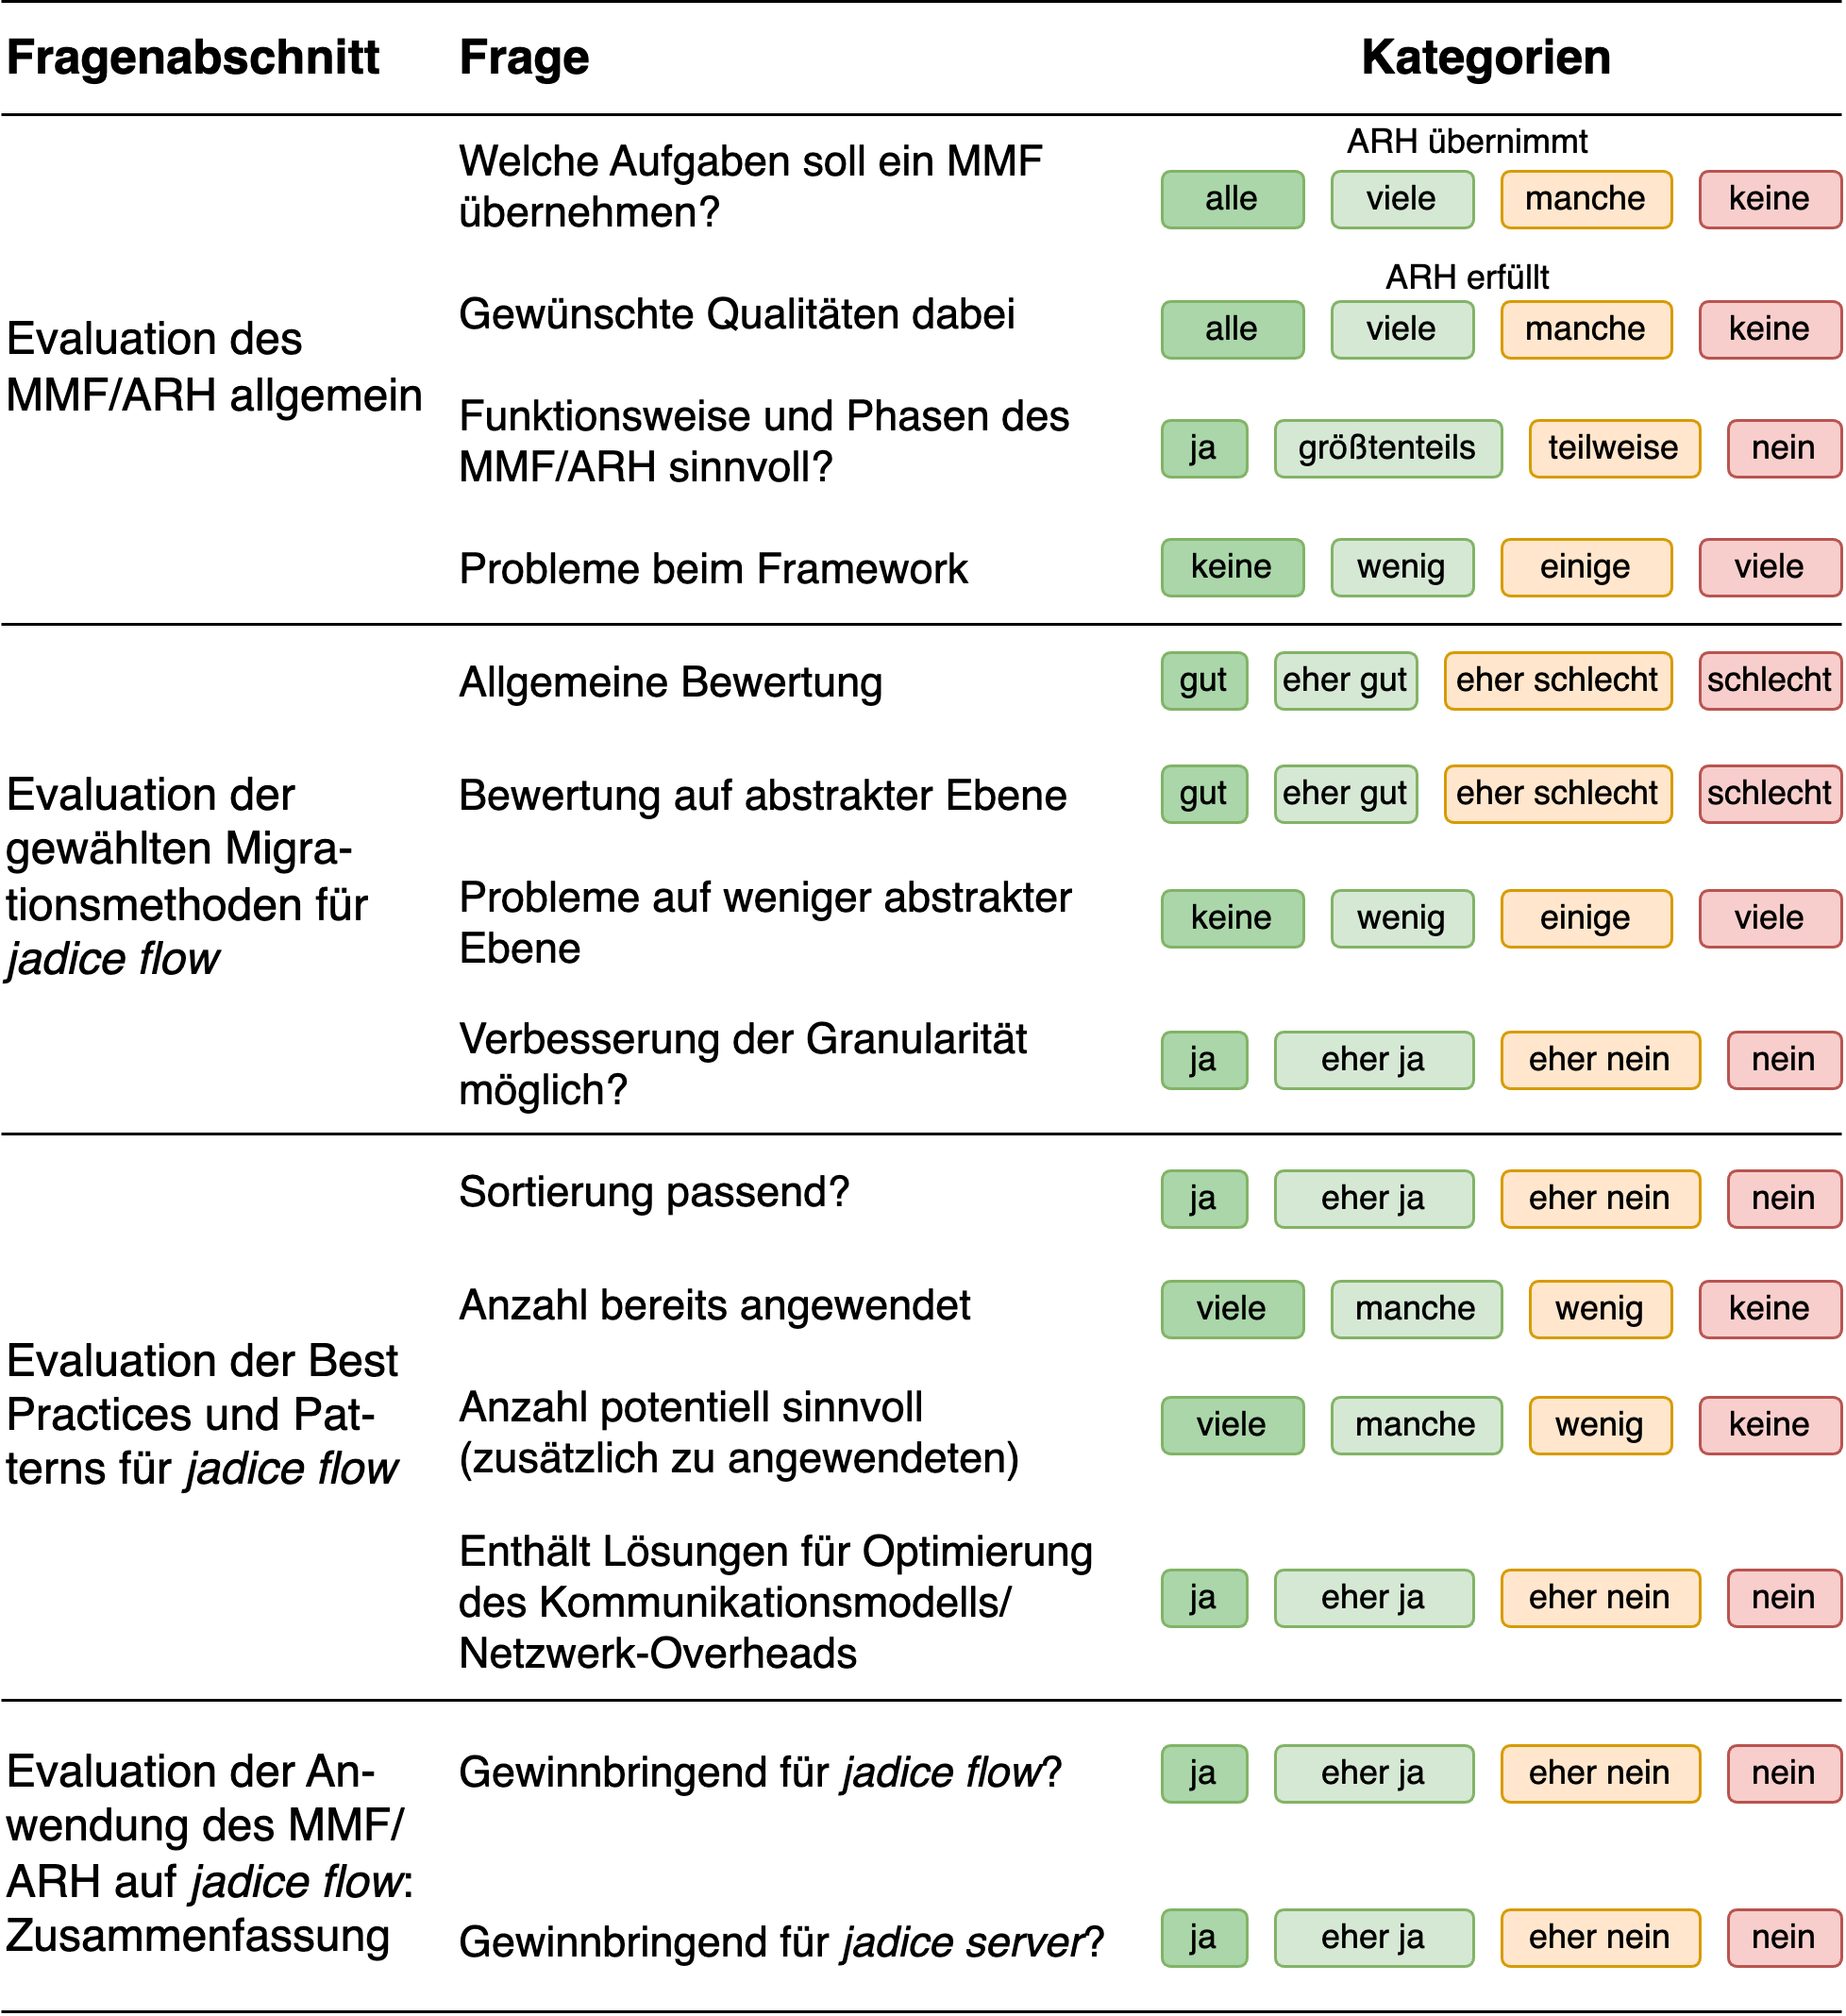 Fragenabschnitt Frage Kategorien
Evaluation des
MMF/ARH allgemein
Welche Aufgaben soll ein MMF
übernehmen?
ARH übernimmt
alle viele manche keine
Gewünschte Qualitäten dabei
ARH erfüllt
alle viele manche keine
Funktionsweise und Phasen des
MMF/ARH sinnvoll?
ja größtenteils teilweise nein
Probleme beim Framework
keine wenig einige viele
Evaluation der
gewählten Migra-
tionsmethoden für
jadice flow
Allgemeine Bewertung
gut eher gut eher schlecht schlecht
Bewertung auf abstrakter Ebene
gut eher gut eher schlecht schlecht
Probleme auf weniger abstrakter
Ebene
keine wenig einige viele
Verbesserung der Granularität
möglich?
ja eher ja eher nein nein
Evaluation der Best
Practices und Pat-
terns für jadice flow
Sortierung passend?
ja eher ja eher nein nein
Anzahl bereits angewendet
viele manche wenig keine
Anzahl potentiell sinnvoll
(zusätzlich zu angewendeten)
viele manche wenig keine
Enthält Lösungen für Optimierung
des Kommunikationsmodells/
Netzwerk-Overheads
ja eher ja eher nein nein
Evaluation der An-
wendung des MMF/
ARH auf jadice flow:
Zusammenfassung
Gewinnbringend für jadice flow?
ja eher ja eher nein nein
Gewinnbringend für jadice server?
ja eher ja eher nein nein